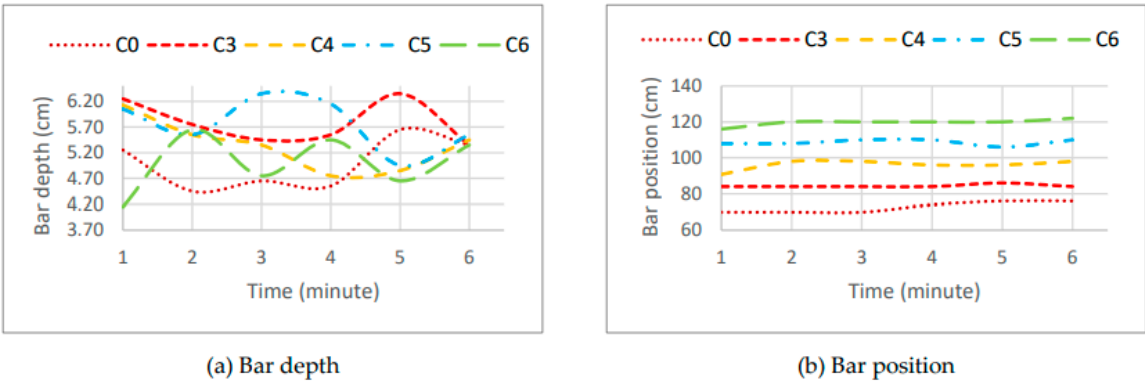 C0 C3 C4 C5 C6
6.20
5.70
5.20
4.70
4.20
3.70
Bar depth (cm)
1 2 3 4 5 6
Time (minute)
(a) Bar depth
C0 C3 C4 C5 C6
140
120
100
80
60
Bar position (cm)
1 2 3 4 5 6
Time (minute)
(b) Bar position